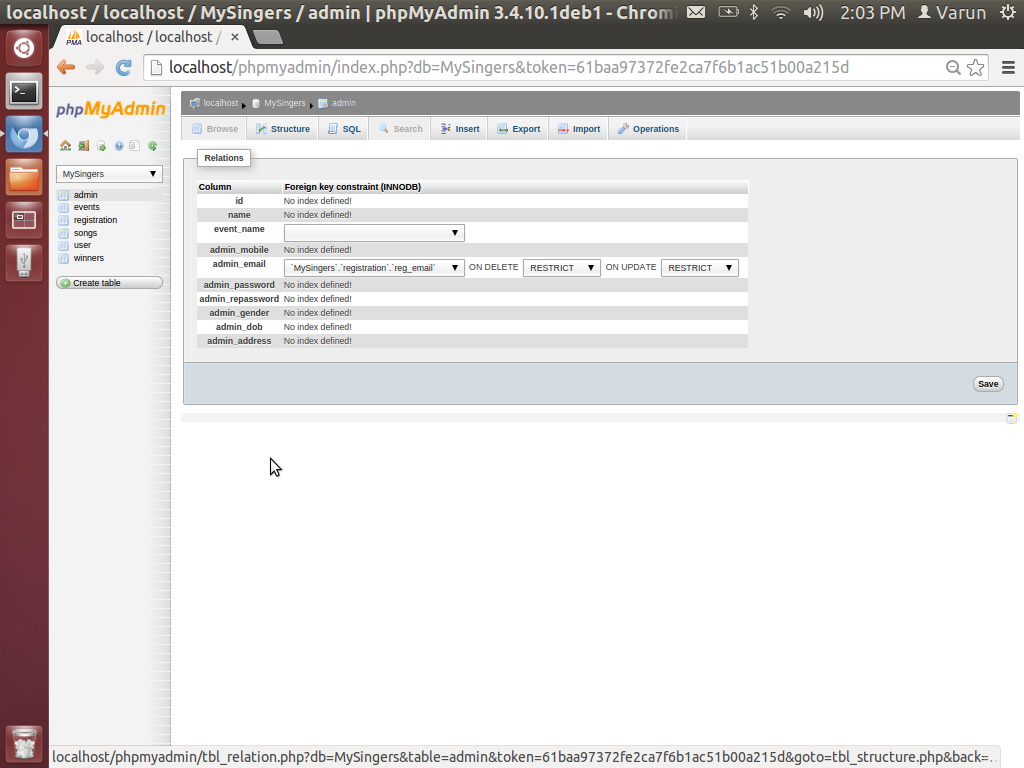 localhost / localhost / MySingers / admin | phpMyAdmin 3.4.10.1deb1 - Chromi
2:03 PM
Varun
PMA
localhost / localhost /
localhost/phpmyadmin/index.php?db=MySingers&token=61baa97372fe2ca7f6b1ac51b00a215d
phpMyAdmin
MySingers
admin
events
registration
songs
user
winners
Create table
localhost
MySingers
admin
Browse
Structure
SQL
Search
Insert
Export
Import
Operations
Relations
Column Foreign key constraint (INNODB)
id No index defined!
name No index defined!
event_name
admin_mobile No index defined!
admin_email `MySingers`.`registration`.`reg_email` ON DELETE RESTRICT ON UPDATE RESTRICT
admin_password No index defined!
admin_repassword No index defined!
admin_gender No index defined!
admin_dob No index defined!
admin_address No index defined!
Save
localhost/phpmyadmin/tbl_relation.php?db=MySingers&table=admin&token=61baa97372fe2ca7f6b1ac51b00a215d&goto=tbl_structure.php&back=...